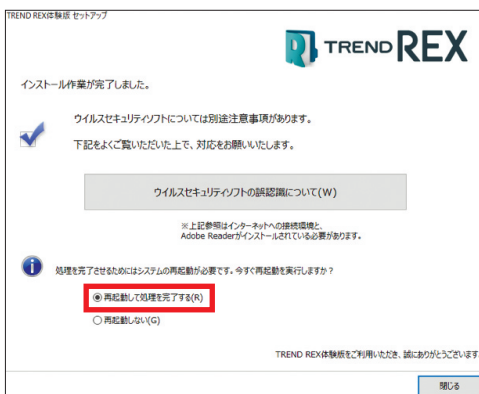 TREND REX体験版 セットアップ
TREND REX
インストール作業が完了しました。
ウイルスセキュリティソフトについては別途注意事項があります。
下記をよくご覧いただいた上で、対応をお願いいたします。
ウイルスセキュリティソフトの誤認識について(W)
※上記参照はインターネットへの接続環境と、
Adobe Readerがインストールされている必要があります。
処理を完了させるためにはシステムの再起動が必要です。今すぐ再起動を実行しますか？
再起動して処理を完了する(R)
再起動しない(G)
TREND REX体験版をご利用いただき、誠にありがとうございます。
閉じる